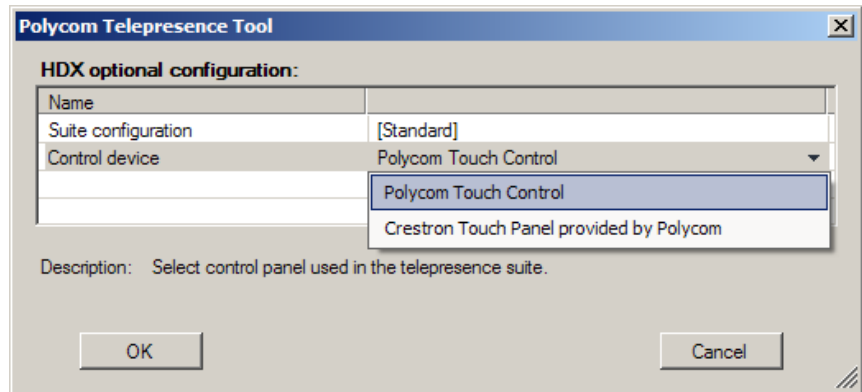 Polycom Telepresence Tool
HDX optional configuration:
Name
Suite configuration [Standard]
Control device Polycom Touch Control
Polycom Touch Control
Crestron Touch Panel provided by Polycom
Description: Select control panel used in the telepresence suite.
OK Cancel